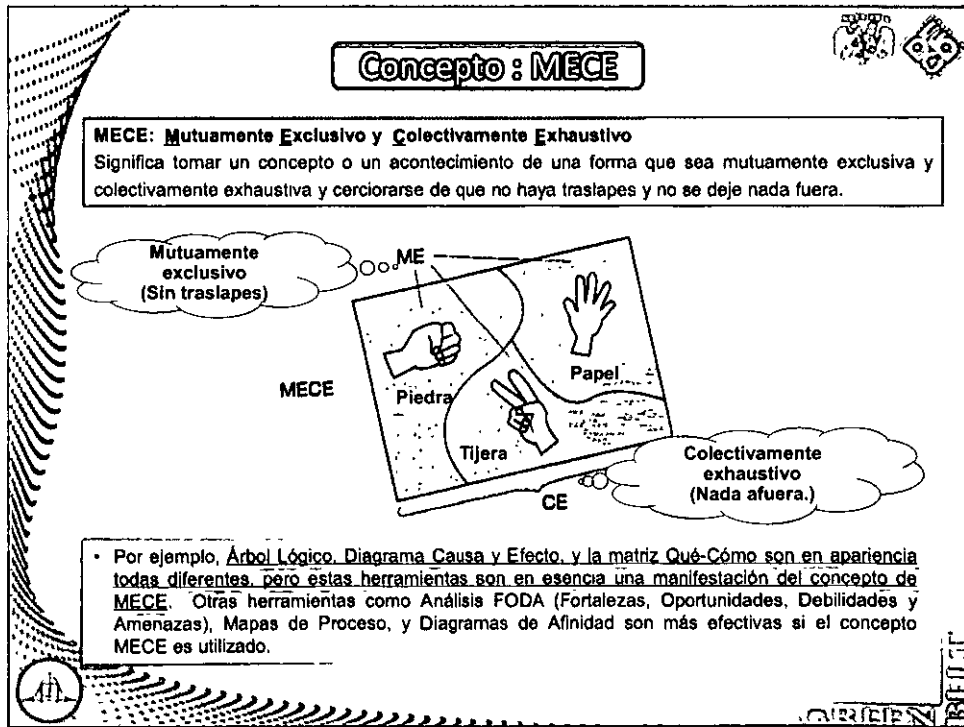 Concepto : MECE
MECE: Mutuamente Exclusivo y Colectivamente Exhaustivo
Significa tomar un concepto o un acontecimiento de una forma que sea mutuamente exclusiva y
colectivamente exhaustiva y cerciorarse de que no haya traslapes y no se deje nada fuera.
Mutuamente
exclusivo
(Sin traslapes)
ME
Papel
MECE
Piedra
Tijera
Colectivamente
exhaustivo
(Nada afuera.)
CE
• Por ejemplo, Árbol Lógico, Diagrama Causa y Efecto, y la matriz Qué-Cómo son en apariencia
todas diferentes, pero estas herramientas son en esencia una manifestación del concepto de
MECE. Otras herramientas como Análisis FODA (Fortalezas, Oportunidades, Debilidades y
Amenazas), Mapas de Proceso, y Diagramas de Afinidad son más efectivas si el concepto
MECE es utilizado.
GREEN
BELT